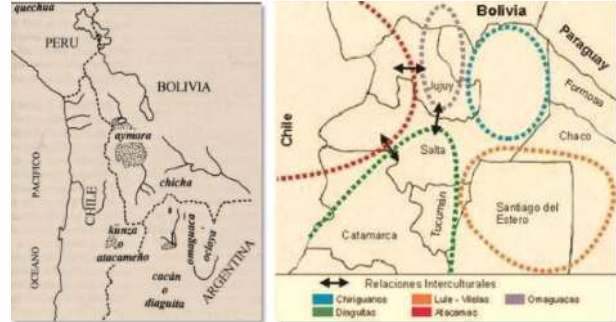 quechua
PERU
BOLIVIA
aymara
PACIFICO
CHILE
chicha
kunza
o
atacameño
omaguaca
ocloya
OCEANO
cacán
o
diaguita
ARGENTINA
Bolivia
Paraguay
Jujuy
Formosa
Chile
Chaco
Salta
Tucumán
Santiago del
Estero
Catamarca
Relaciones Interculturales
Chiriguanos
Lule - Vilelas
Omaguacas
Diaguitas
Atacamas